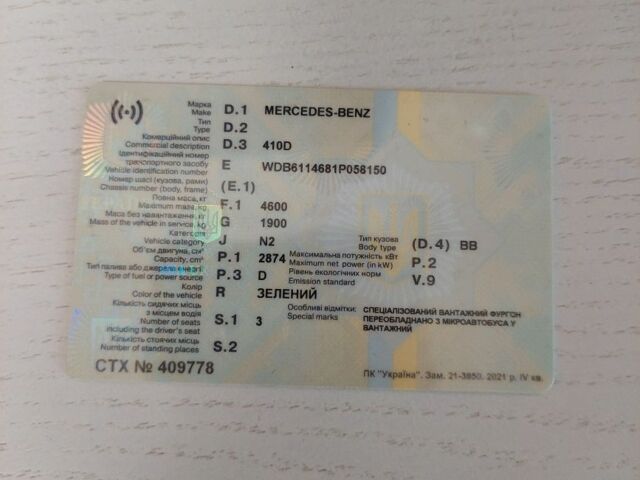 Марка
Make D.1 MERCEDES-BENZ
Тип
Type D.2
Комерційний опис
Commercial description D.3 410D
Ідентифікаційний номер
транспортного засобу
Vehicle identification number E WDB6114681P058150
Номер шасі (кузова, рами)
Chassis number (body, frame) (E.1)
Повна маса, кг
Maximum mass, kg F.1 4600
Маса без навантаження, кг
Mass of the vehicle in service, kg G 1900
Категорія
Vehicle category J N2 Тип кузова
Body type (D.4) BB
Об'єм двигуна, см³
Capacity, cm³ P.1 2874 Максимальна потужність кВт
Maximum net power (in kW) P.2
Тип палива або джерело енергії
Type of fuel or power source P.3 D Рівень екологічних норм
Emission standard V.9
Колір
Color of the vehicle R ЗЕЛЕНИЙ
Кількість сидячих місць
з місцем водія
Number of seats
including the driver's seat S.1 3
Особливі відмітки:
Special marks
СПЕЦІАЛІЗОВАНИЙ ВАНТАЖНИЙ ФУРГОН
ПЕРЕОБЛАДНАНО З МІКРОАВТОБУСА У
ВАНТАЖНИЙ
Кількість стоячих місць
Number of standing places S.2
СТХ № 409778
ПК "Україна". Зам. 21-3950. 2021 р. IV кв.